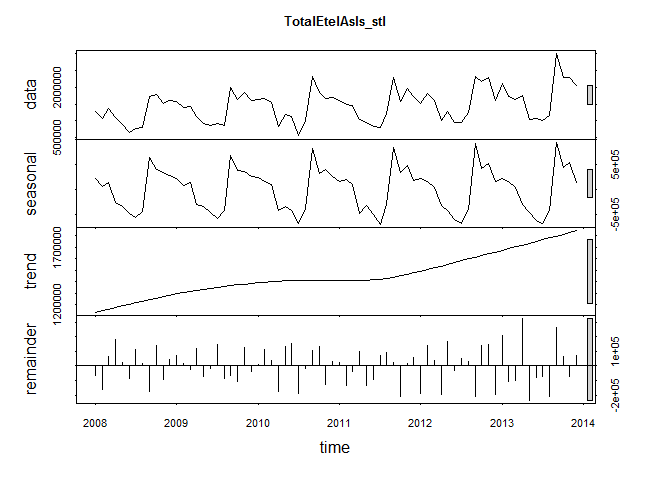 TotalEtelAsIs_stl
data
500000
2000000
seasonal
-5e+05
5e+05
trend
1200000
1700000
remainder
-2e+05
1e+05
2008 2009 2010 2011 2012 2013 2014
time